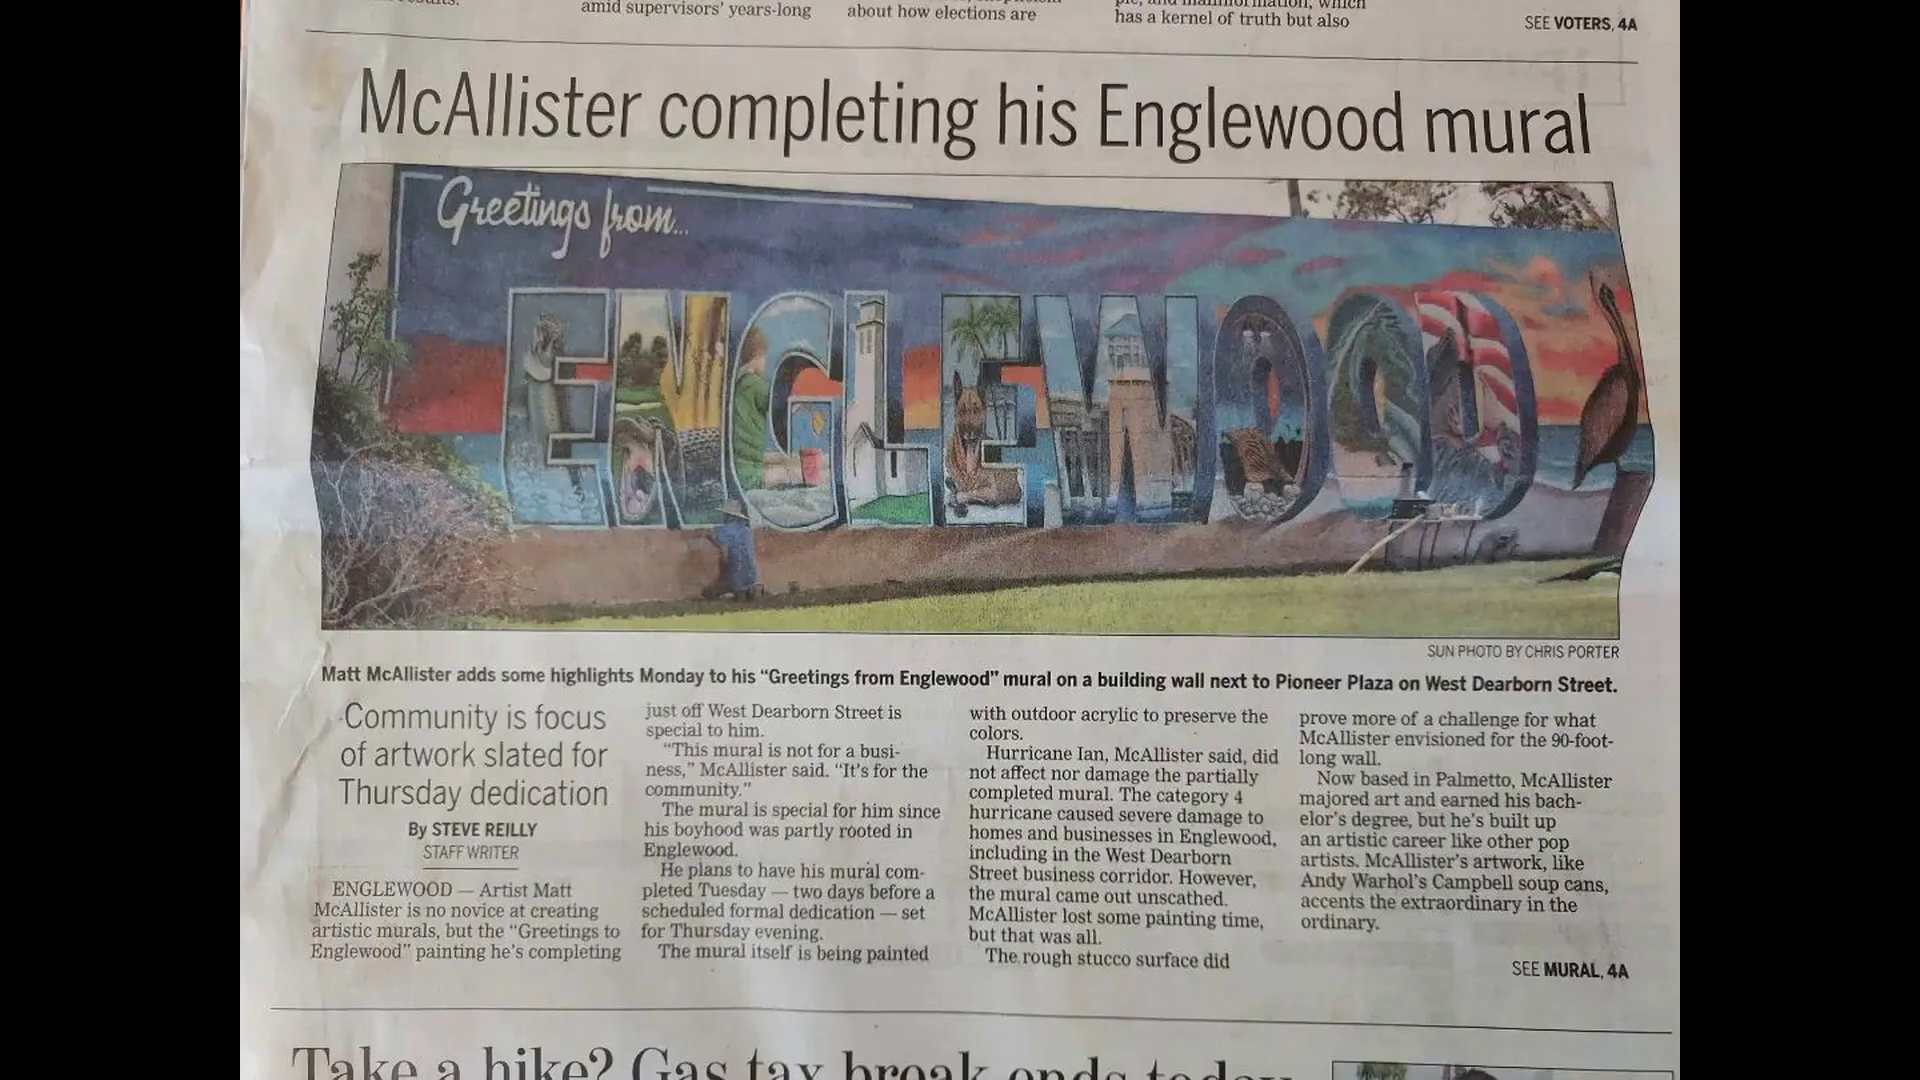 amid supervisors' years-long
about how elections are
has a kernel of truth but also
SEE VOTERS, 4A
McAllister completing his Englewood mural
Greetings from...
ENGLEWOOD
SUN PHOTO BY CHRIS PORTER
Matt McAllister adds some highlights Monday to his “Greetings from Englewood” mural on a building wall next to Pioneer Plaza on West Dearborn Street.
Community is focus
of artwork slated for
Thursday dedication
By STEVE REILLY
STAFF WRITER
ENGLEWOOD — Artist Matt
McAllister is no novice at creating
artistic murals, but the “Greetings to
Englewood” painting he's completing
just off West Dearborn Street is
special to him.
“This mural is not for a busi-
ness,” McAllister said. “It's for the
community.”
The mural is special for him since
his boyhood was partly rooted in
Englewood.
He plans to have his mural com-
pleted Tuesday — two days before a
scheduled formal dedication — set
for Thursday evening.
The mural itself is being painted
with outdoor acrylic to preserve the
colors.
Hurricane Ian, McAllister said, did
not affect nor damage the partially
completed mural. The category 4
hurricane caused severe damage to
homes and businesses in Englewood,
including in the West Dearborn
Street business corridor. However,
the mural came out unscathed.
McAllister lost some painting time,
but that was all.
The rough stucco surface did
prove more of a challenge for what
McAllister envisioned for the 90-foot-
long wall.
Now based in Palmetto, McAllister
majored art and earned his bach-
elor's degree, but he's built up
an artistic career like other pop
artists. McAllister's artwork, like
Andy Warhol's Campbell soup cans,
accents the extraordinary in the
ordinary.
SEE MURAL, 4A
Take a hike? Gas tax break ends today